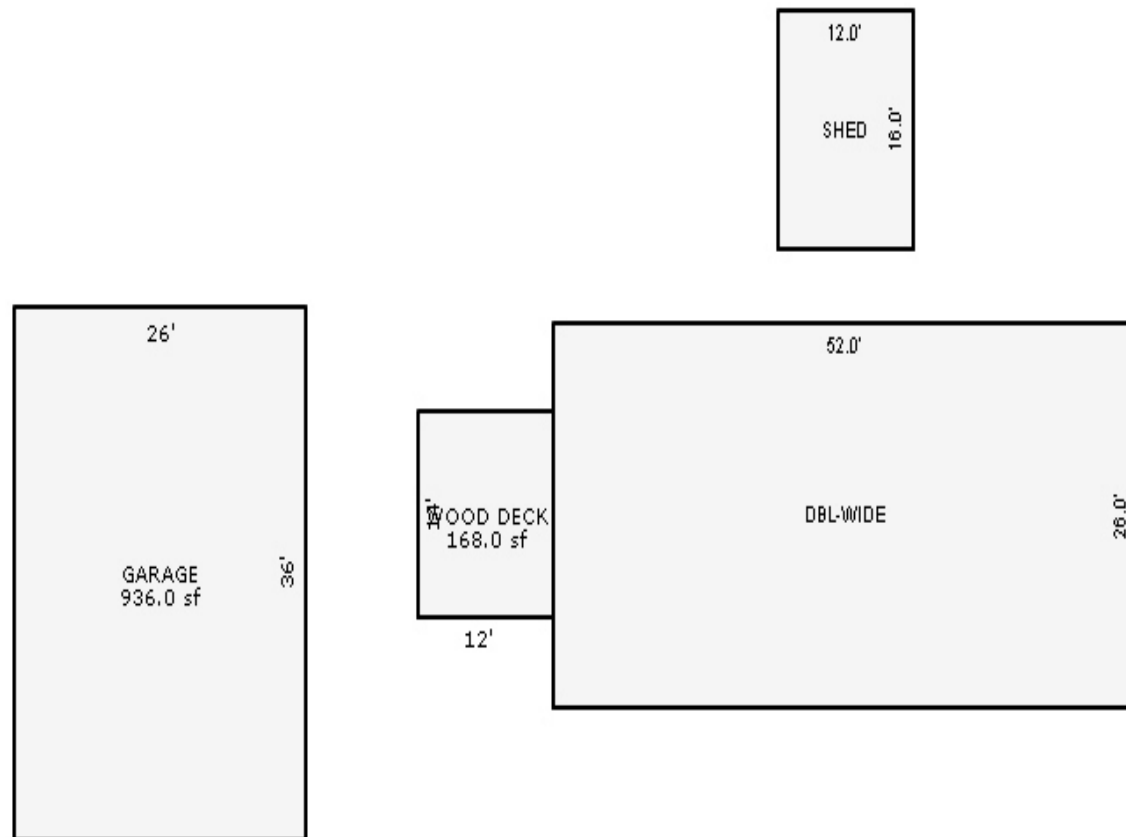 12.0'
SHED
16.0'
26'
52.0'
WOOD DECK
168.0 sf
DBL-WIDE
26.0'
GARAGE
936.0 sf
36'
12'